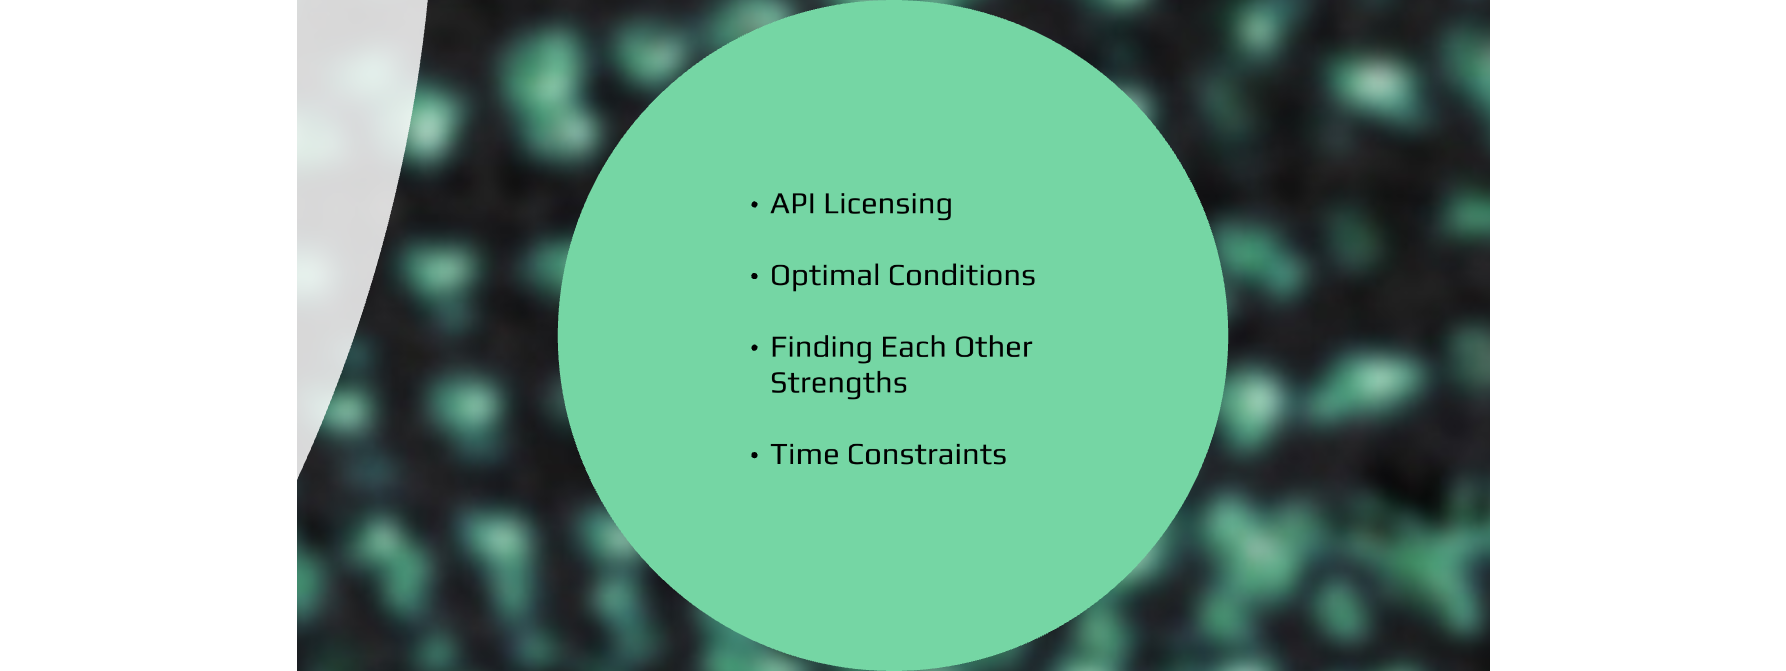 • API Licensing
• Optimal Conditions
• Finding Each Other
Strengths
• Time Constraints